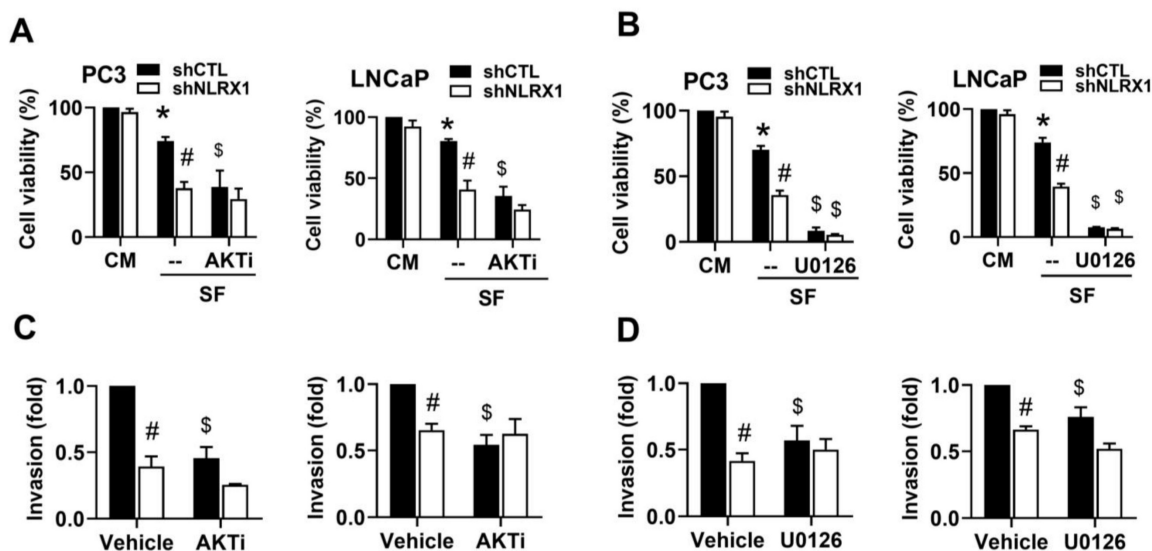 A
PC3
shCTL
shNLRX1
Cell viability (%)
100
50
0
CM
--
AKTi
SF
*
#
$
LNCaP
shCTL
shNLRX1
Cell viability (%)
100
50
0
CM
--
AKTi
SF
*
#
$
B
PC3
shCTL
shNLRX1
Cell viability (%)
100
50
0
CM
--
U0126
SF
*
#
$ $
LNCaP
shCTL
shNLRX1
Cell viability (%)
100
50
0
CM
--
U0126
SF
*
#
$ $
C
Invasion (fold)
1.0
0.5
0.0
Vehicle
AKTi
#
$
Invasion (fold)
1.0
0.5
0.0
Vehicle
AKTi
#
$
D
Invasion (fold)
1.0
0.5
0.0
Vehicle
U0126
#
$
Invasion (fold)
1.0
0.5
0.0
Vehicle
U0126
#
$